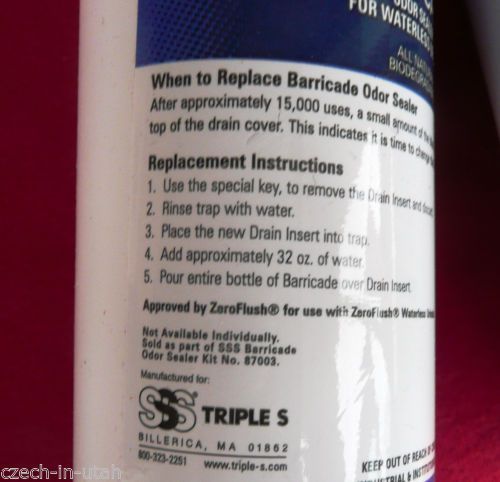 ODOR
FOR WATERLESS
ALL
When to Replace Barricade Odor Sealer
After approximately 15,000 uses, a small amount of the
top of the drain cover. This indicates it is time to change
Replacement Instructions
1. Use the special key, to remove the Drain Insert and
2. Rinse trap with water.
3. Place the new Drain Insert into trap.
4. Add approximately 32 oz. of water.
5. Pour entire bottle of Barricade over Drain Insert.
Approved by ZeroFlush® for use with ZeroFlush® Waterless
Not Available Individually.
Sold as part of SSS Barricade
Odor Sealer Kit No. 87003.
Manufactured for:
SSS TRIPLE S
BILLERICA, MA 01862
800-323-2251 www.triple-s.com
KEEP OUT OF REACH OF
INDUSTRIAL &
czech-in-utah